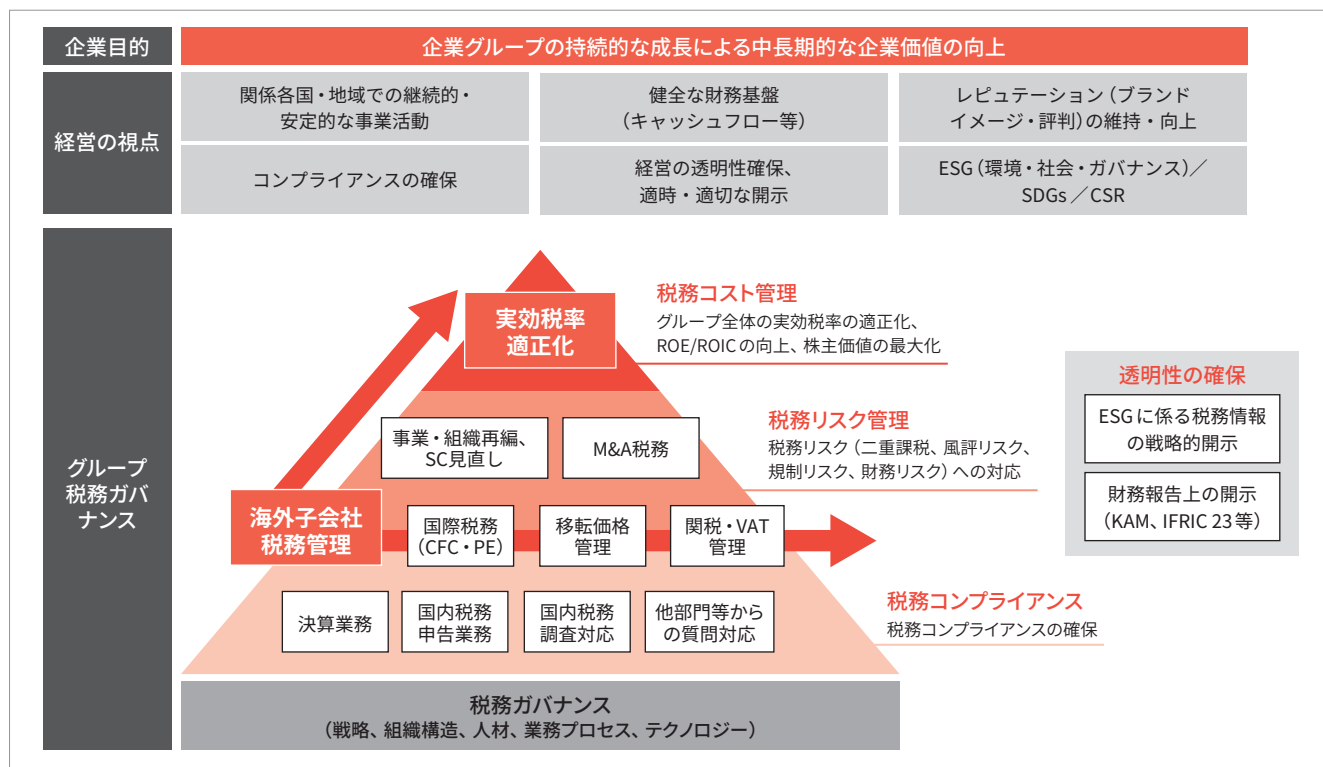 企業目的
企業グループの持続的な成長による中長期的な企業価値の向上
経営の視点
関係各国・地域での継続的・
安定的な事業活動
健全な財務基盤
（キャッシュフロー等）
レピュテーション（ブランド
イメージ・評判）の維持・向上
コンプライアンスの確保
経営の透明性確保、
適時・適切な開示
ESG（環境・社会・ガバナンス）／
SDGs／CSR
グループ
税務ガバ
ナンス
実効税率
適正化
税務コスト管理
グループ全体の実効税率の適正化、
ROE/ROICの向上、株主価値の最大化
事業・組織再編、
SC見直し
M&A税務
税務リスク管理
税務リスク（二重課税、風評リスク、
規制リスク、財務リスク）への対応
海外子会社
税務管理
国際税務
（CFC・PE）
移転価格
管理
関税・VAT
管理
決算業務
国内税務
申告業務
国内税務
調査対応
他部門等から
の質問対応
税務コンプライアンス
税務コンプライアンスの確保
透明性の確保
ESGに係る税務情報
の戦略的開示
財務報告上の開示
（KAM、IFRIC 23等）
税務ガバナンス
（戦略、組織構造、人材、業務プロセス、テクノロジー）